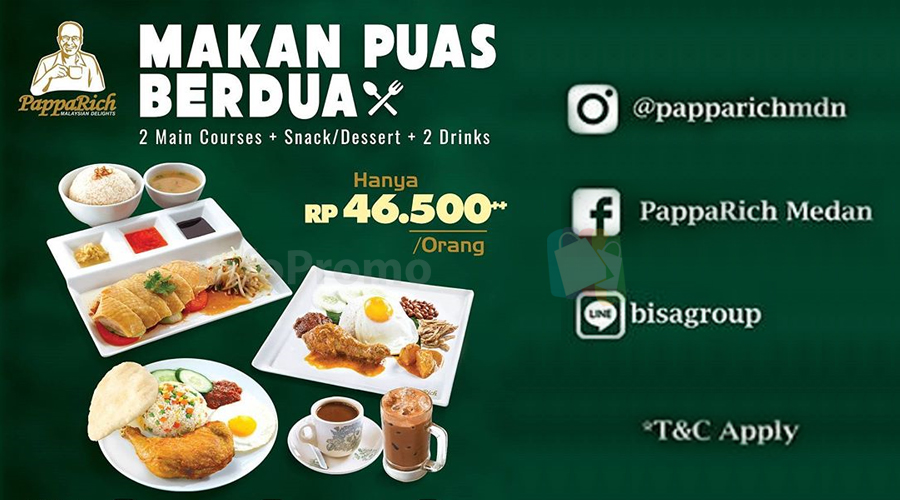 PappaRich
MALAYSIAN DELIGHTS
MAKAN PUAS
BERDUA
2 Main Courses + Snack/Dessert + 2 Drinks
Hanya
RP 46.500++
/Orang
@papparichmdn
PappaRich Medan
LINE
bisagroup
*T&C Apply